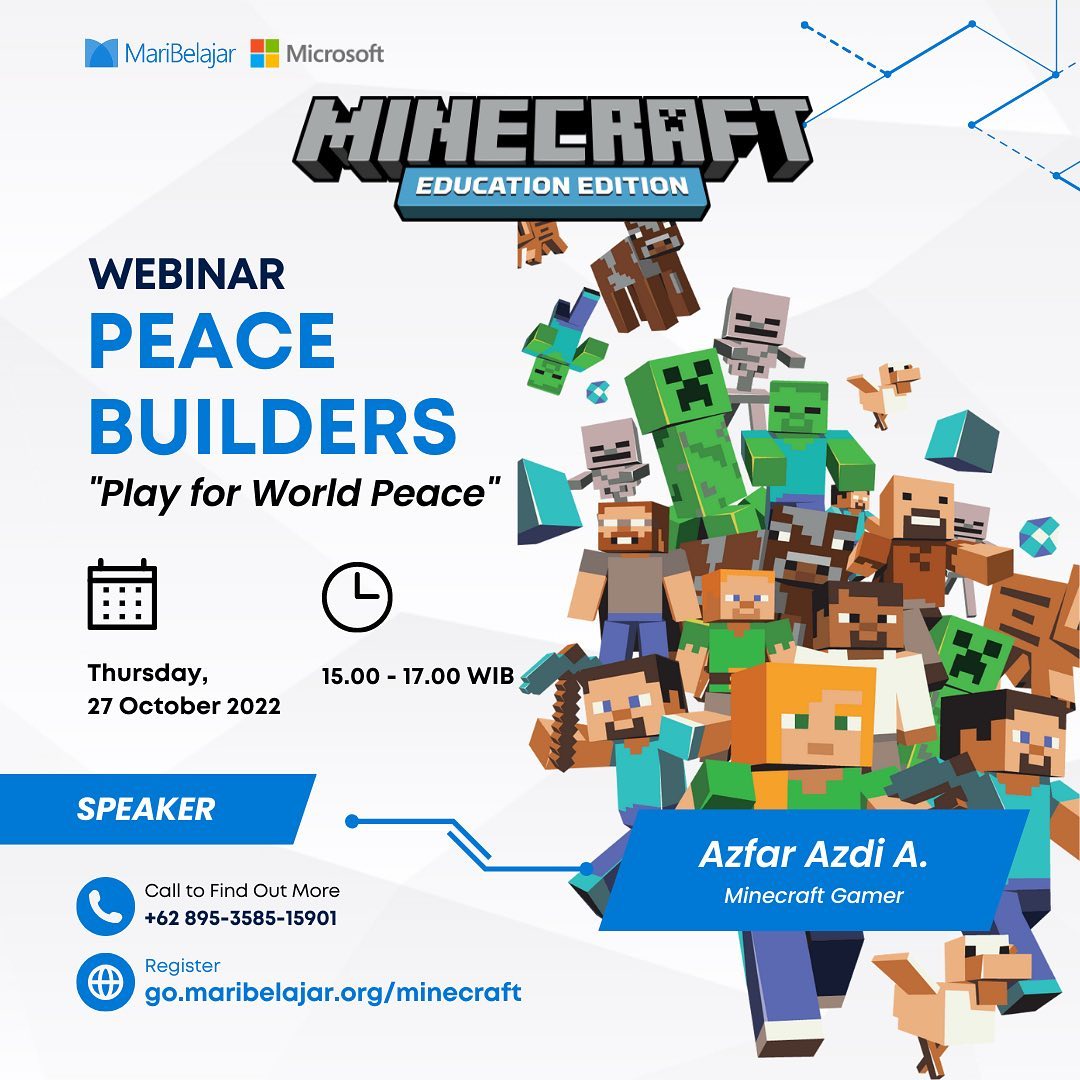 MariBelajar Microsoft
MINECRAFT
EDUCATION EDITION
WEBINAR
PEACE
BUILDERS
"Play for World Peace"
Thursday,
27 October 2022
15.00 - 17.00 WIB
SPEAKER
Azfar Azdi A.
Minecraft Gamer
Call to Find Out More
+62 895-3585-15901
Register
go.maribelajar.org/minecraft